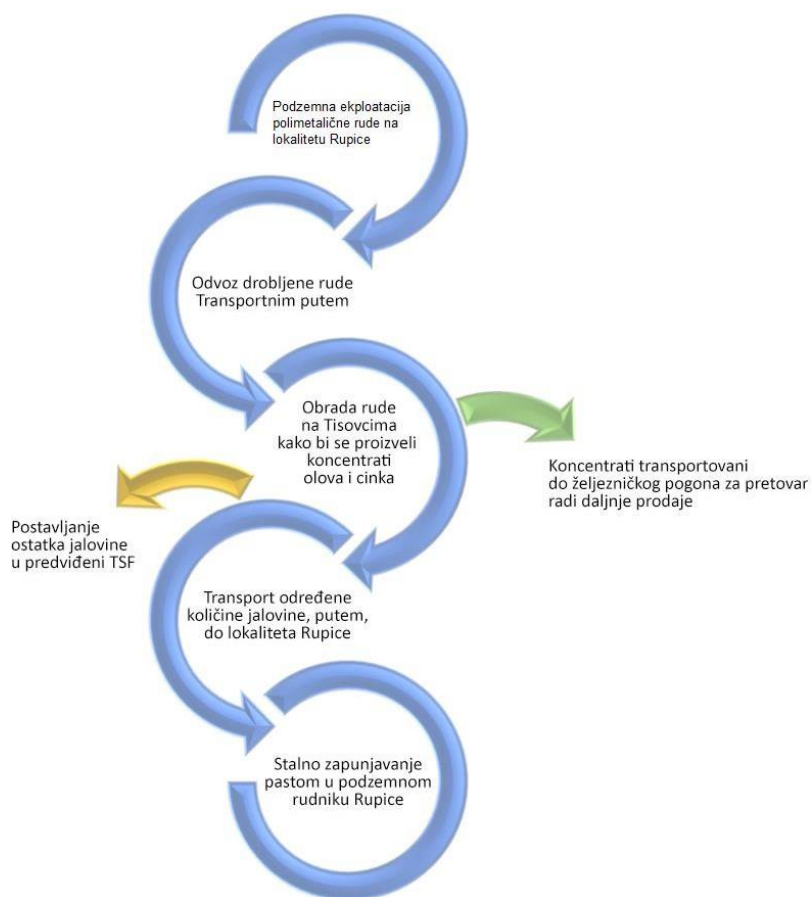 Podzemna ekploatacija
polimetalične rude na
lokalitetu Rupice
Odvoz drobljene rude
Transportnim putem
Obrada rude
na Tisovcima
kako bi se proizveli
koncentrati
olova i cinka
Koncentrati transportovani
do željezničkog pogona za pretovar
radi daljnje prodaje
Postavljanje
ostatka jalovine
u predviđeni TSF
Transport određene
količine jalovine, putem,
do lokaliteta Rupice
Stalno zapunjavanje
pastom u podzemnom
rudniku Rupice